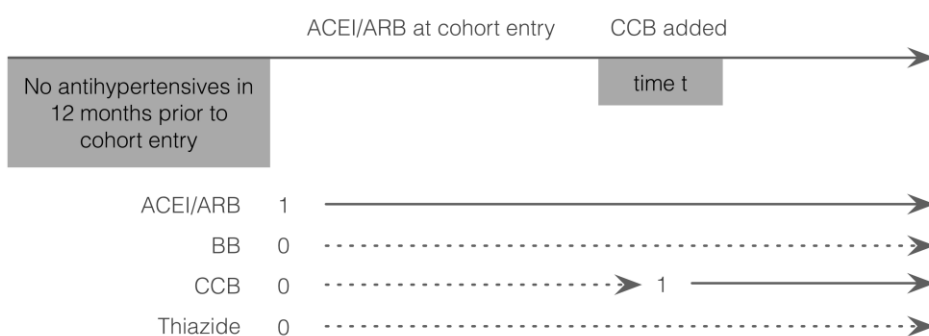 ACEI/ARB at cohort entry CCB added
No antihypertensives in
12 months prior to
cohort entry
time t
ACEI/ARB 1
BB 0
CCB 0 1
Thiazide 0